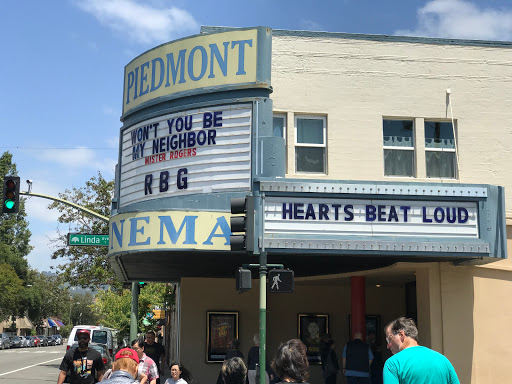 PIEDMONT
WON'T YOU BE
MY NEIGHBOR
MISTER ROGERS
RBG
NEMA
HEARTS BEAT LOUD
Linda